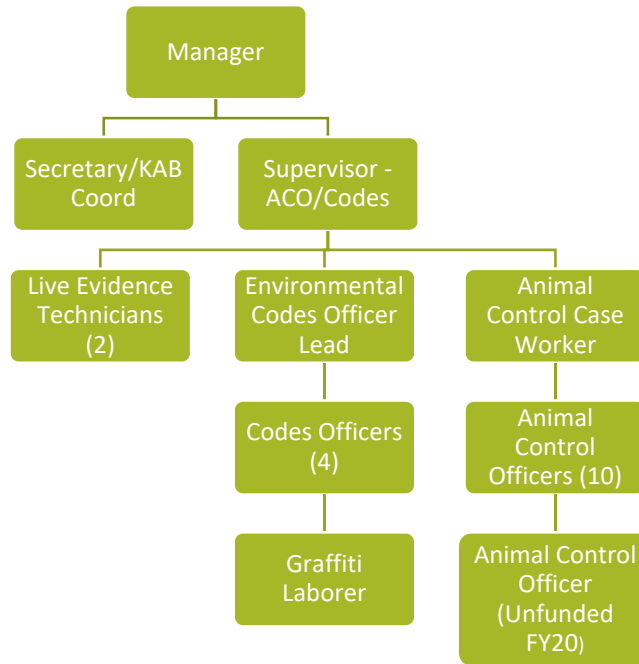 Manager
Secretary/KAB
Coord
Supervisor -
ACO/Codes
Live Evidence
Technicians
(2)
Environmental
Codes Officer
Lead
Animal
Control Case
Worker
Codes Officers
(4)
Animal
Control
Officers (10)
Graffiti
Laborer
Animal Control
Officer
(Unfunded
FY20)